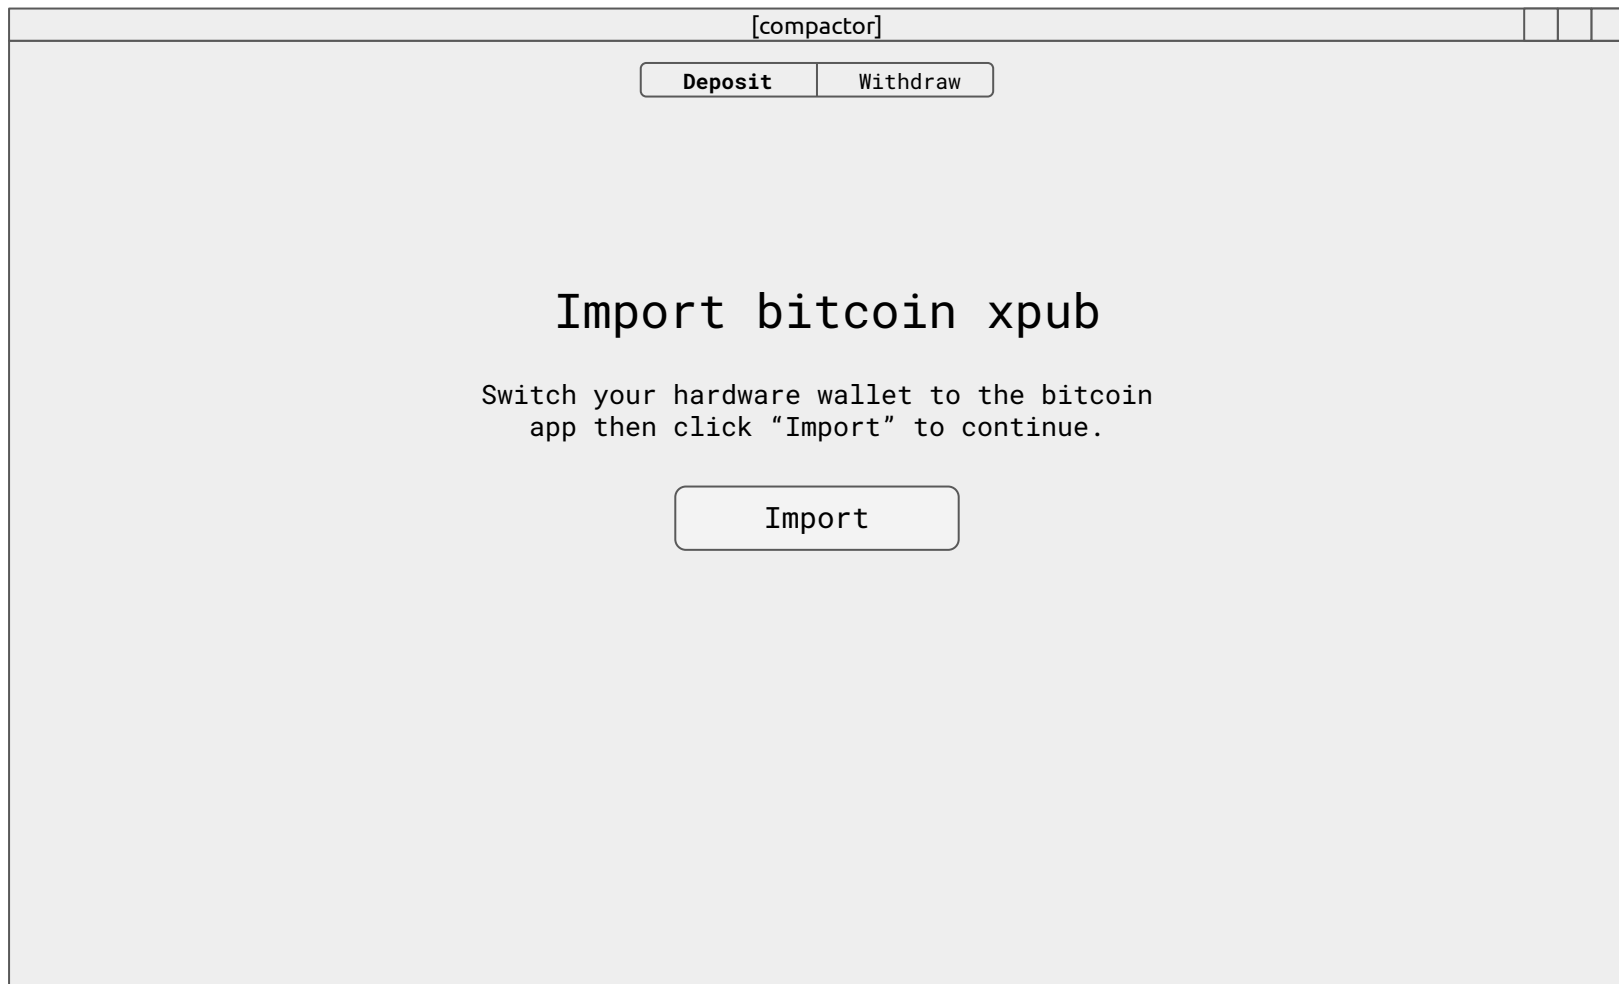 [compactor]
Deposit
Withdraw
Import bitcoin xpub
Switch your hardware wallet to the bitcoin
app then click “Import” to continue.
Import